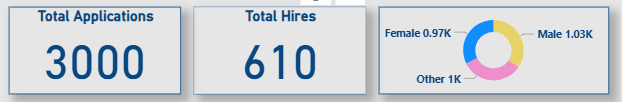 Total Applications
3000
Total Hires
610
Female 0.97K
Male 1.03K
Other 1K